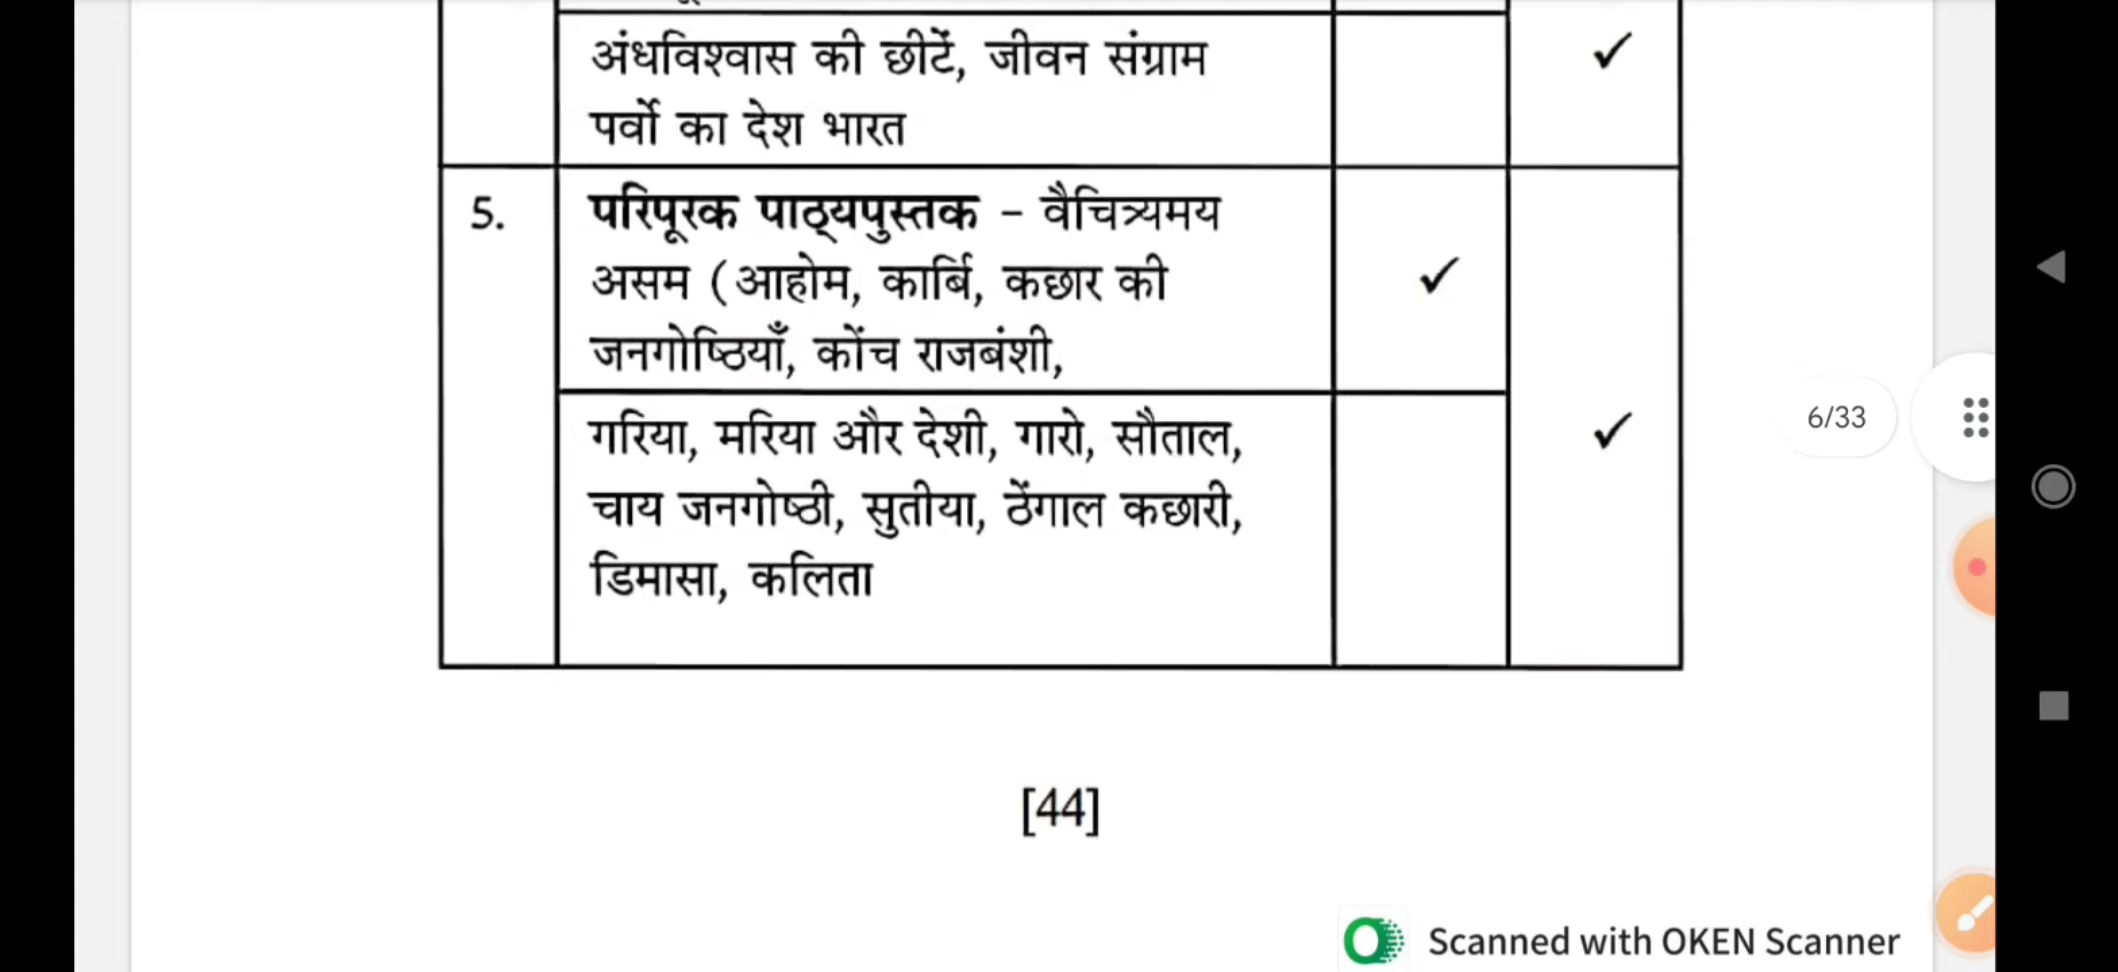 अंधविश्वास की छीटें, जीवन संग्राम
पर्वो का देश भारत
5. परिपूरक पाठ्यपुस्तक – वैचित्र्यमय
असम (आहोम, कार्बि, कछार की
जनगोष्ठियाँ, कोंच राजबंशी,
गरिया, मरिया और देशी, गारो, सौताल,
चाय जनगोष्ठी, सुतीया, ठेंगाल कछारी,
डिमासा, कलिता
6/33
[44]
Scanned with OKEN Scanner